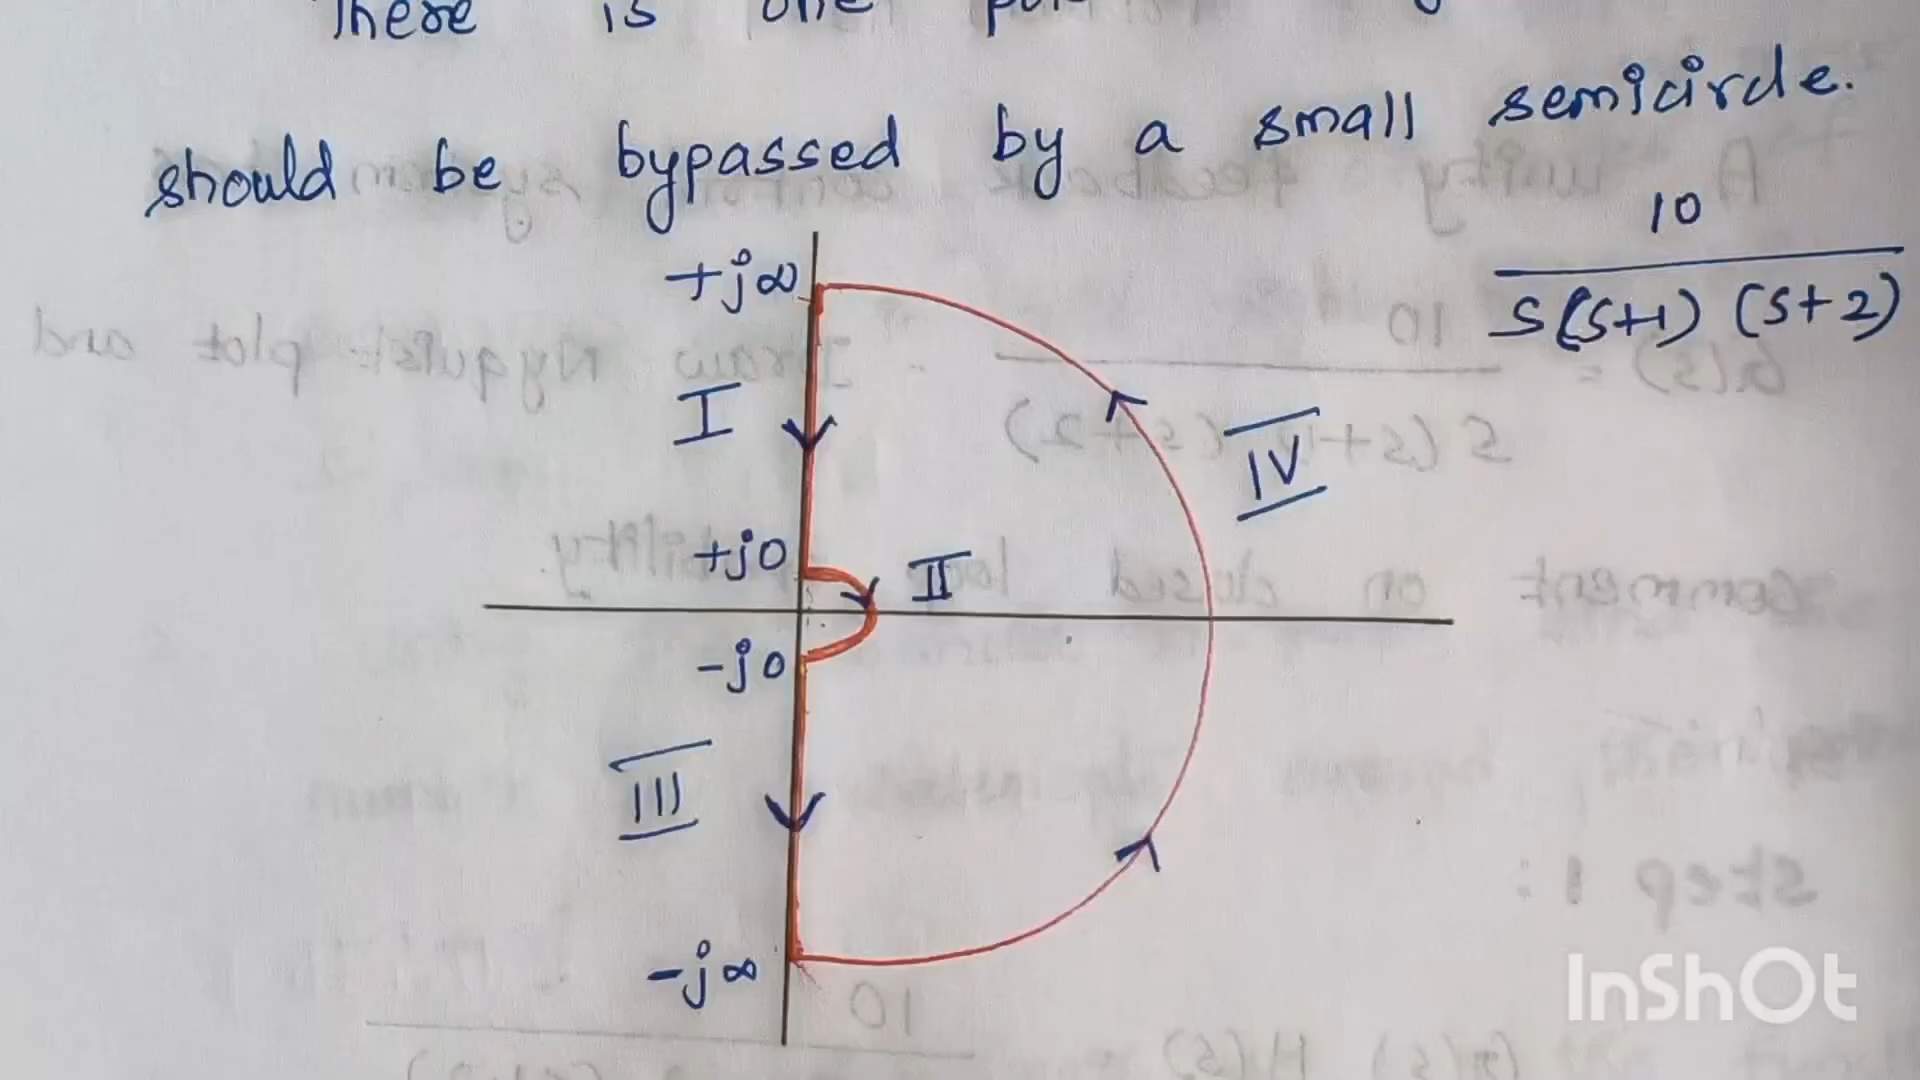 There is one
should be bypassed by a small semicircle.
10
s(s+1) (s+2)
+j∞
I
IV
+j0
II
-j0
III
-j∞
InShOt